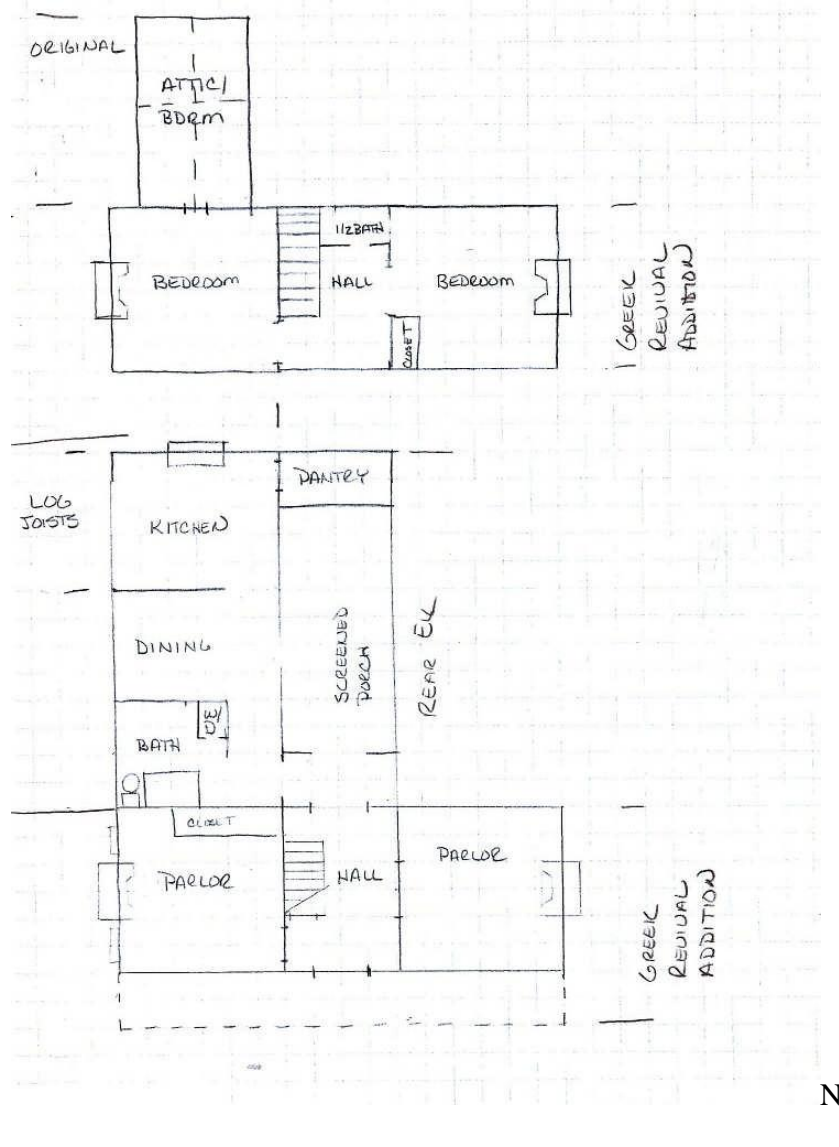 ORIGINAL
ATTIC/
BDRM
1/2 BATH
BEDROOM
HALL
BEDROOM
CLOSET
GREEK
REVIVAL
ADDITION
PANTRY
LOG
JOISTS
KITCHEN
DINING
SCREENED
PORCH
REAR ELL
W/
D
BATH
CLOSET
PARLOR
HALL
PARLOR
GREEK
REVIVAL
ADDITION
N